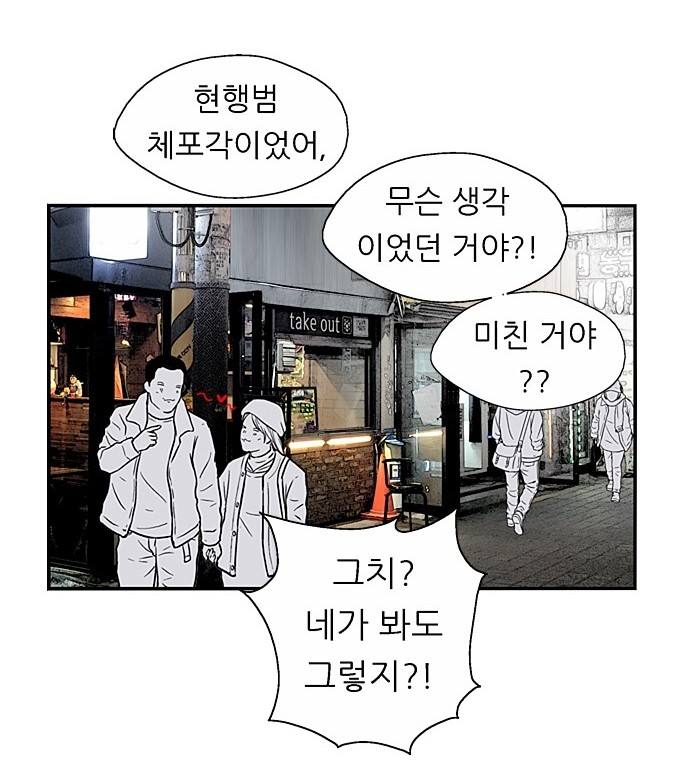 현행범
체포각이었어,
무슨 생각
이었던 거야?!
take out
미친 거야
??
그치?
네가 봐도
그렇지?!